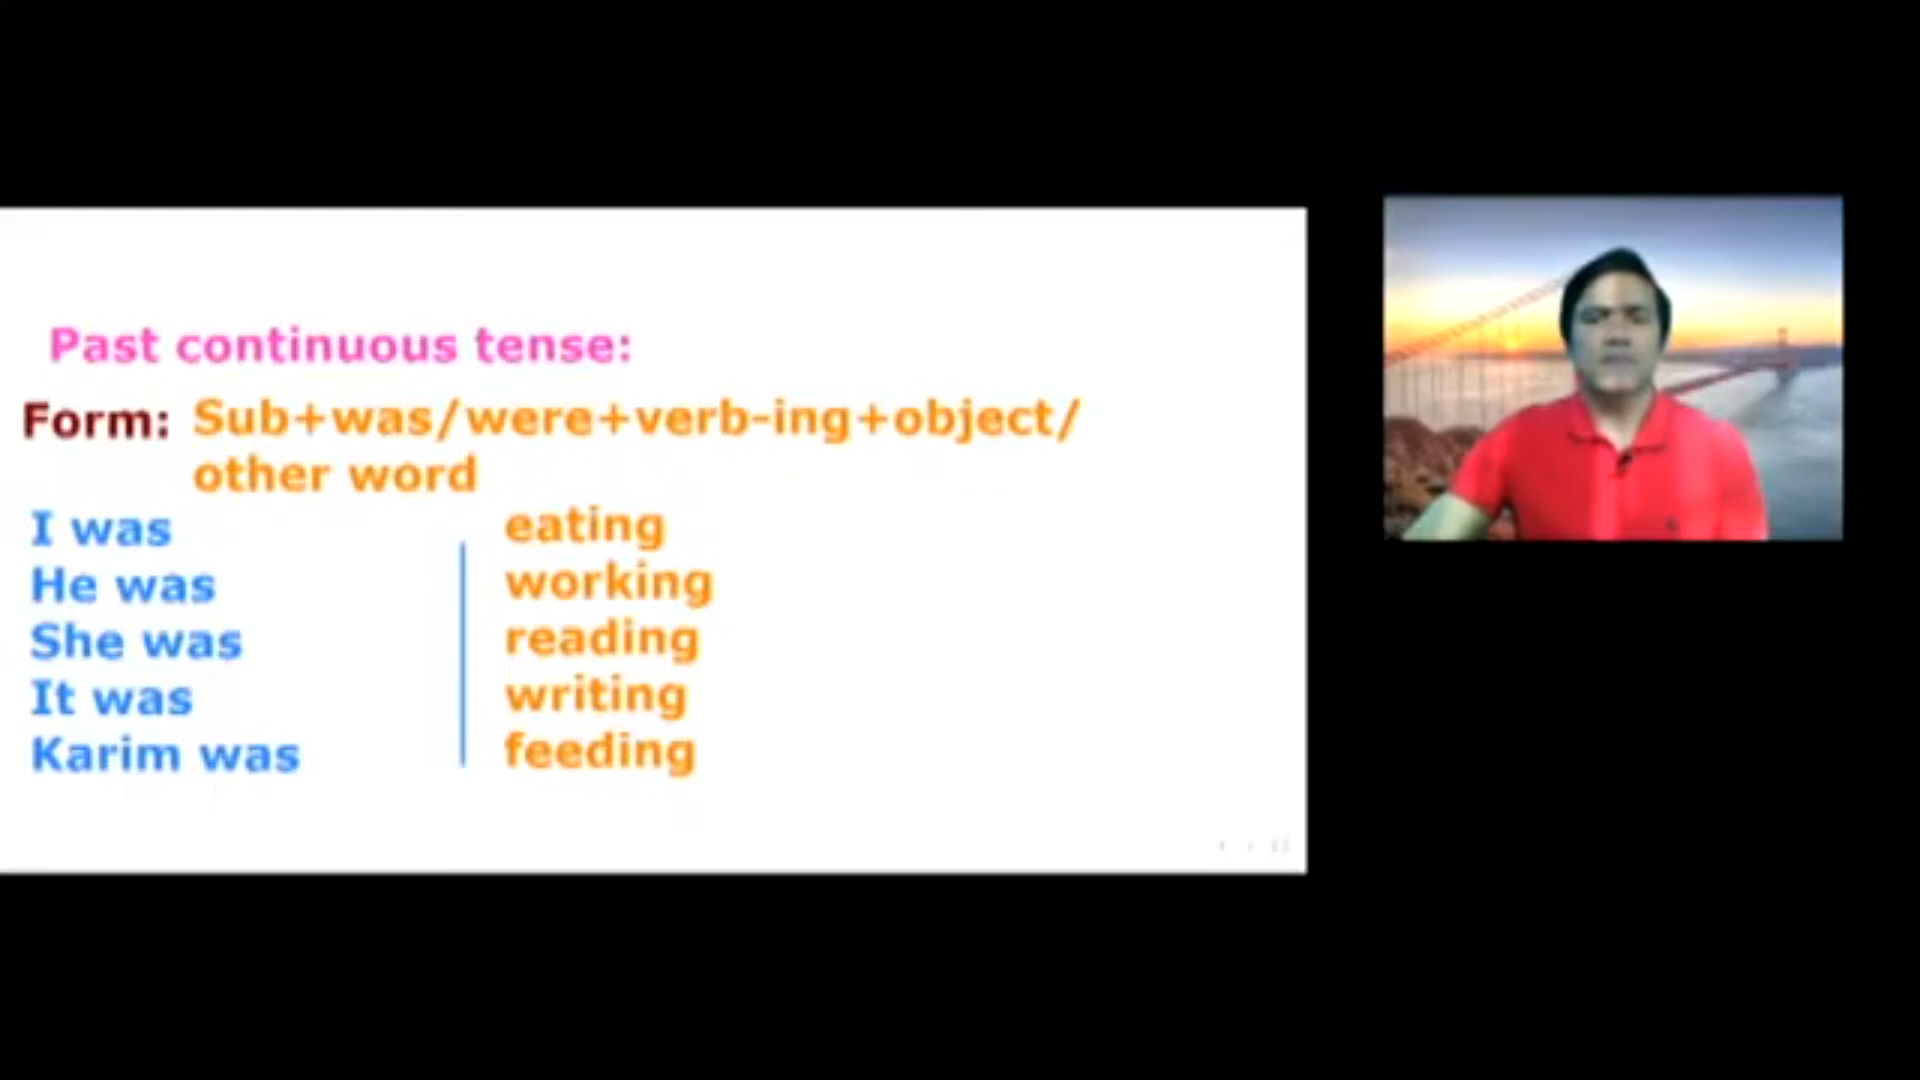 Past continuous tense:
Form: Sub+was/were+verb-ing+object/
other word
I was eating
He was working
She was reading
It was writing
Karim was feeding